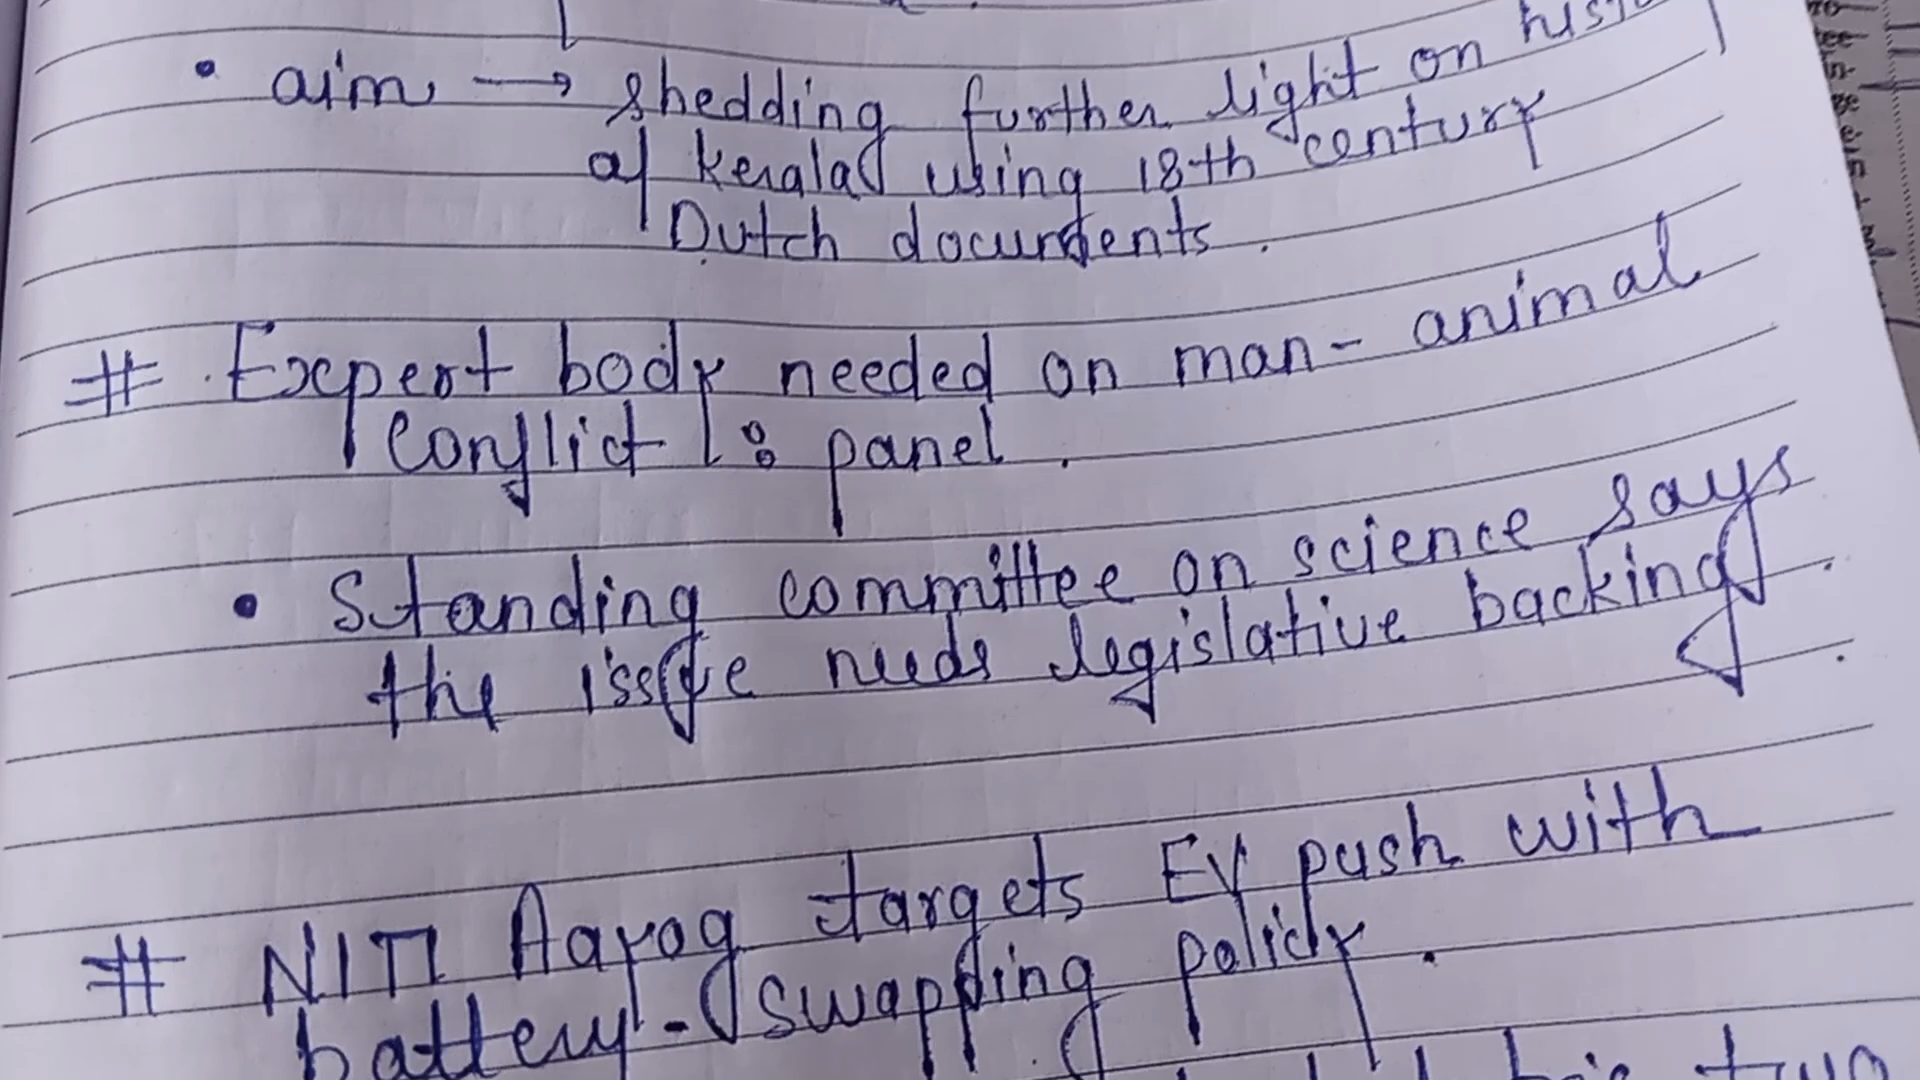 • aim → shedding further light on
of Kerala using 18th century
Dutch documents.
# Expert body needed on man-animal
conflict : panel.
• Standing committee on science says
the issue needs legislative backing.
# NITI Aayog targets EV push with
battery-swapping policy.